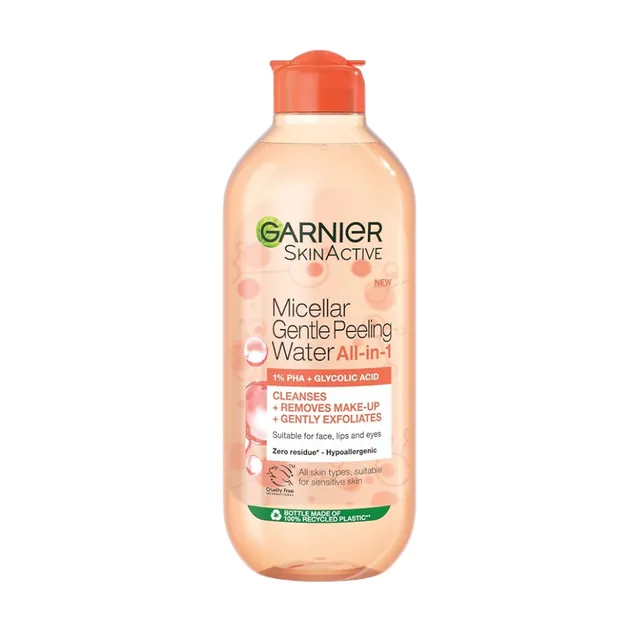 GARNIER
SKINACTIVE
NEW
Micellar
Gentle Peeling
Water All-in-1
1% PHA + GLYCOLIC ACID
CLEANSES
+ REMOVES MAKE-UP
+ GENTLY EXFOLIATES
Suitable for face, lips and eyes
Zero residue* - Hypoallergenic
TM
Cruelty Free
INTERNATIONAL
All skin types, suitable
for sensitive skin
BOTTLE MADE OF
100% RECYCLED PLASTIC**